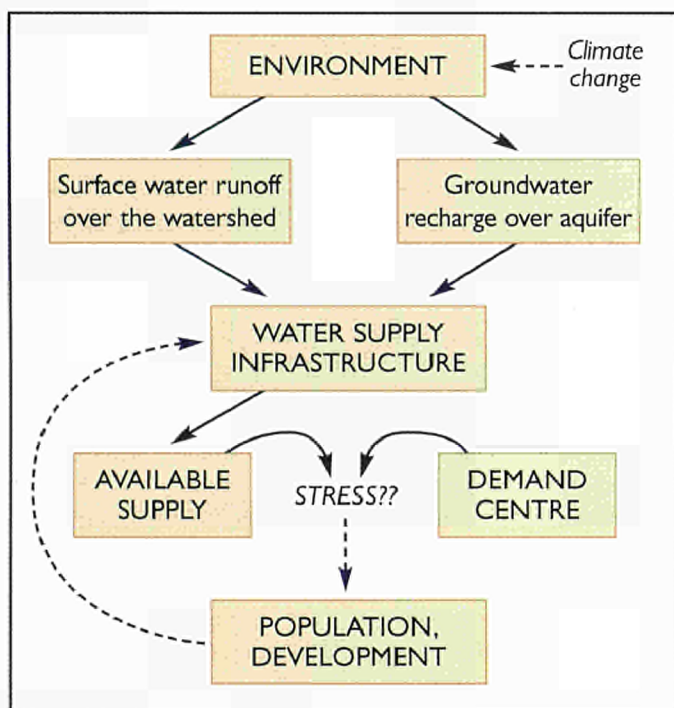 ENVIRONMENT
Climate
change
Surface water runoff
over the watershed
Groundwater
recharge over aquifer
WATER SUPPLY
INFRASTRUCTURE
AVAILABLE
SUPPLY
STRESS??
DEMAND
CENTRE
POPULATION,
DEVELOPMENT